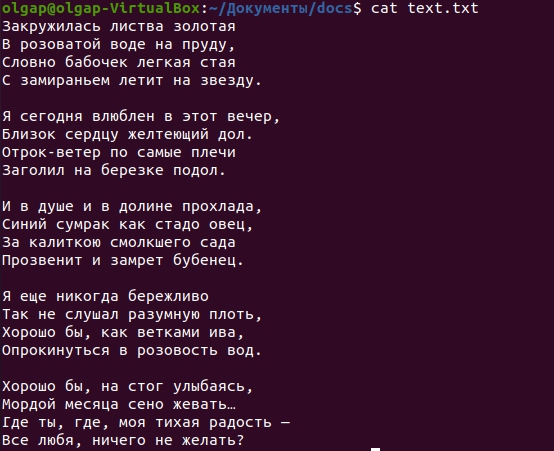 olgap@olgap-VirtualBox:~/Документы/docs$ cat text.txt
Закружилась листва золотая
В розоватой воде на пруду,
Словно бабочек легкая стая
С замираньем летит на звезду.

Я сегодня влюблен в этот вечер,
Близок сердцу желтеющий дол.
Отрок-ветер по самые плечи
Заголил на березке подол.

И в душе и в долине прохлада,
Синий сумрак как стадо овец,
За калиткою смолкшего сада
Прозвенит и замрет бубенец.

Я еще никогда бережливо
Так не слушал разумную плоть,
Хорошо бы, как ветками ива,
Опрокинуться в розовость вод.

Хорошо бы, на стог улыбаясь,
Мордой месяца сено жевать…
Где ты, где, моя тихая радость —
Все любя, ничего не желать?